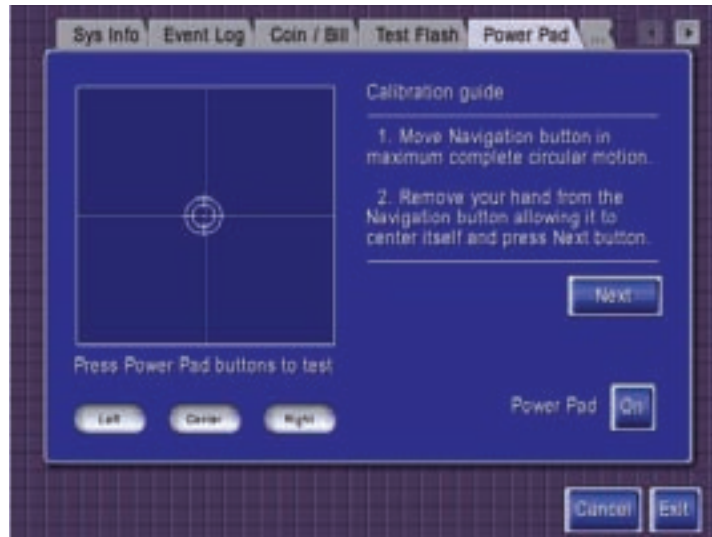 Sys Info Event Log Coin / Bill Test Flash Power Pad ...
Calibration guide
1. Move Navigation button in
maximum complete circular motion.
2. Remove your hand from the
Navigation button allowing it to
center itself and press Next button.
Next
Press Power Pad buttons to test
Left Center Right
Power Pad On
Cancel Exit